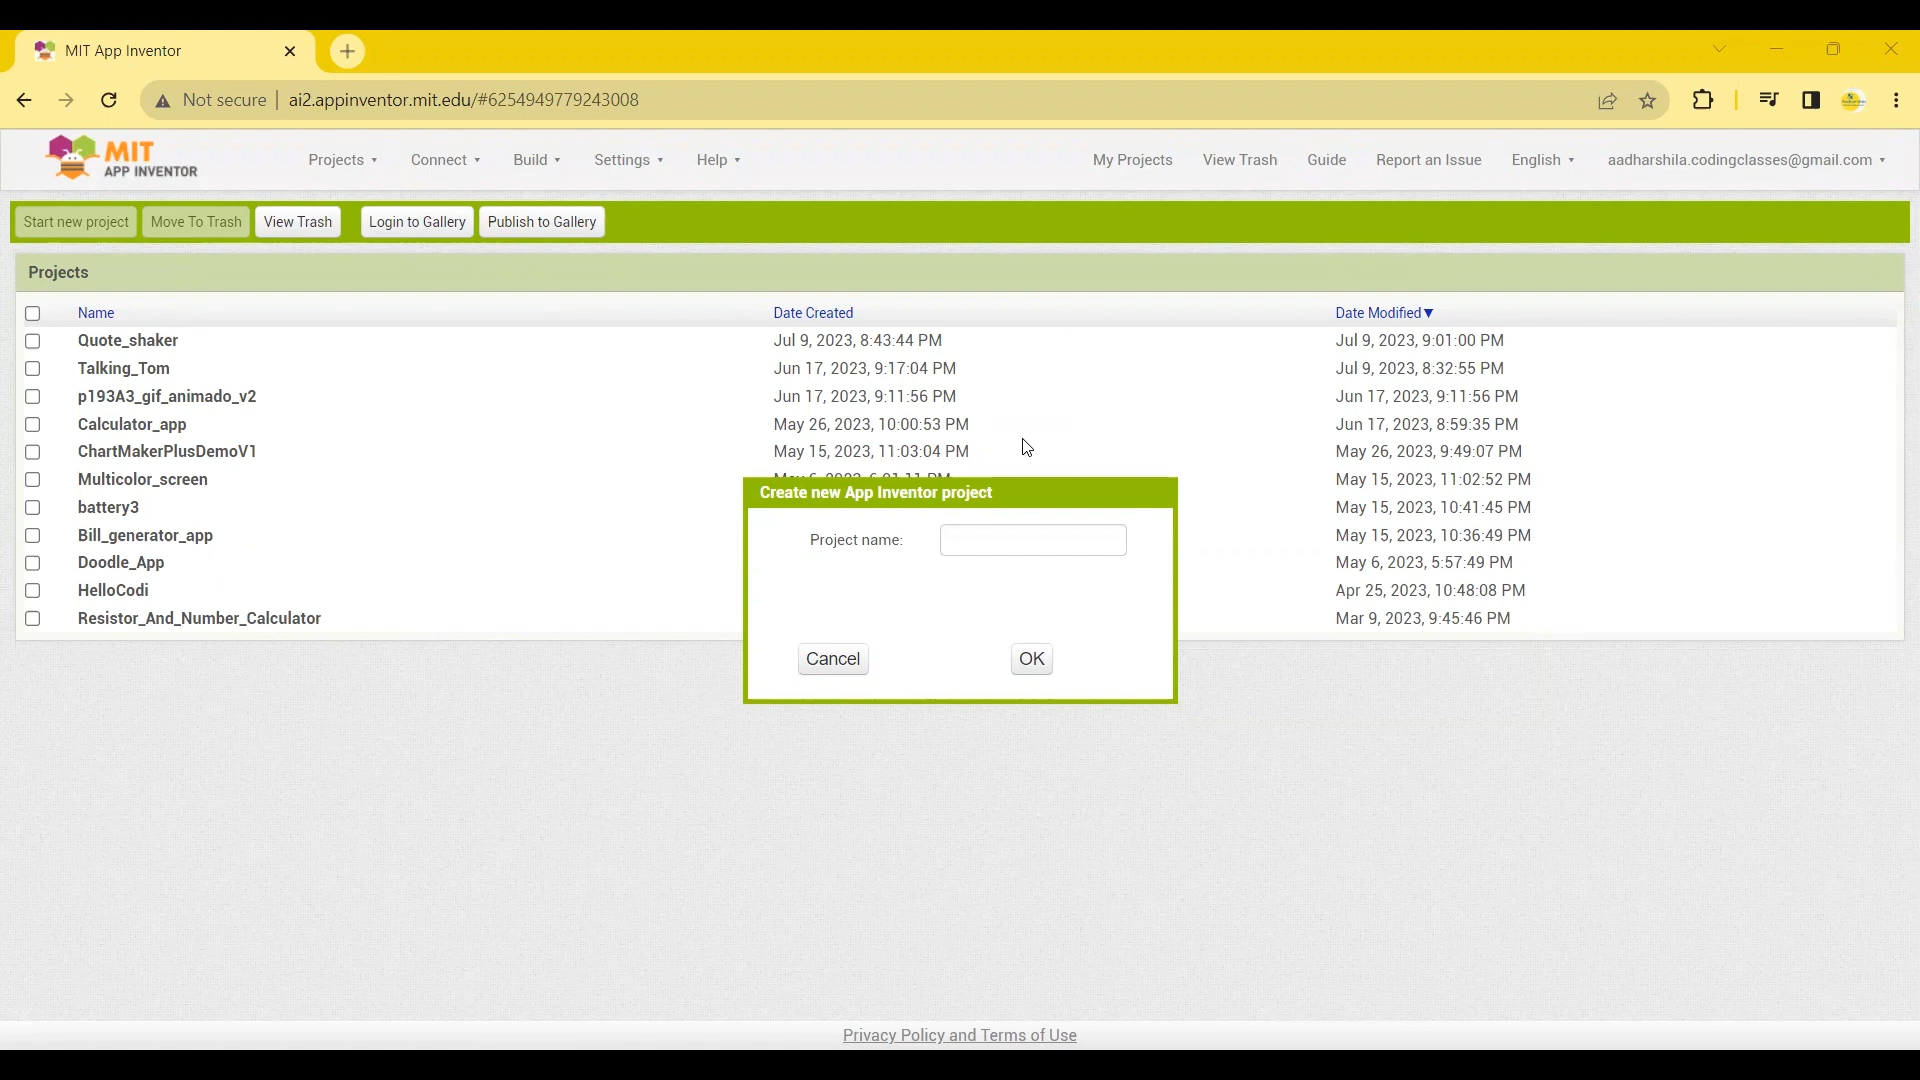 MIT App Inventor
Not secure | ai2.appinventor.mit.edu/#6254949779243008
MIT
APP INVENTOR
Projects Connect Build Settings Help My Projects View Trash Guide Report an Issue English aadharshila.codingclasses@gmail.com
Start new project Move To Trash View Trash Login to Gallery Publish to Gallery
Projects
Name Date Created Date Modified▼
Quote_shaker Jul 9, 2023, 8:43:44 PM Jul 9, 2023, 9:01:00 PM
Talking_Tom Jun 17, 2023, 9:17:04 PM Jul 9, 2023, 8:32:55 PM
p193A3_gif_animado_v2 Jun 17, 2023, 9:11:56 PM Jun 17, 2023, 9:11:56 PM
Calculator_app May 26, 2023, 10:00:53 PM Jun 17, 2023, 8:59:35 PM
ChartMakerPlusDemoV1 May 15, 2023, 11:03:04 PM May 26, 2023, 9:49:07 PM
Multicolor_screen May 15, 2023, 11:02:52 PM
battery3 May 15, 2023, 10:41:45 PM
Bill_generator_app May 15, 2023, 10:36:49 PM
Doodle_App May 6, 2023, 5:57:49 PM
HelloCodi Apr 25, 2023, 10:48:08 PM
Resistor_And_Number_Calculator Mar 9, 2023, 9:45:46 PM
Create new App Inventor project
Project name:
Cancel OK
Privacy Policy and Terms of Use